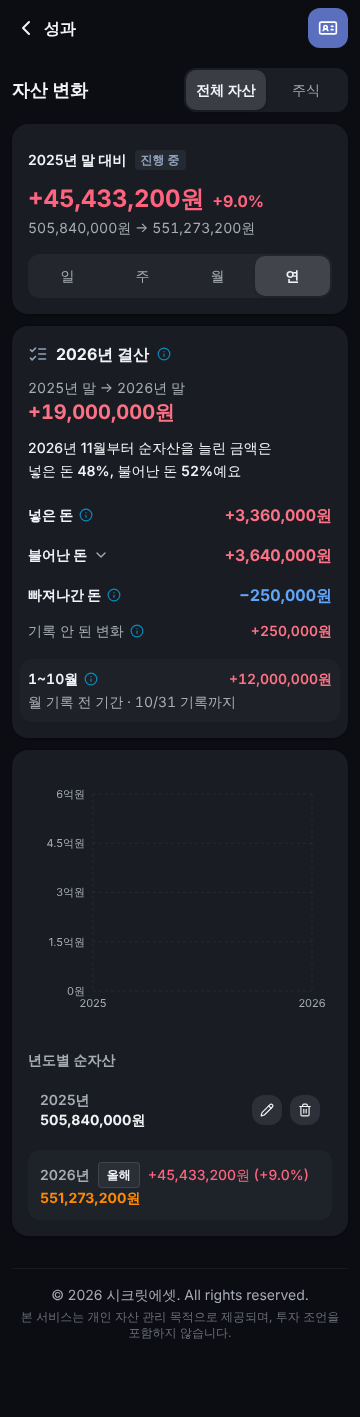 성과
자산 변화
전체 자산
주식
2025년 말 대비 진행 중
+45,433,200원 +9.0%
505,840,000원 → 551,273,200원
일 주 월 연
2026년 결산
2025년 말 → 2026년 말
+19,000,000원
2026년 11월부터 순자산을 늘린 금액은
넣은 돈 48%, 불어난 돈 52%예요
넣은 돈 +3,360,000원
불어난 돈 +3,640,000원
빠져나간 돈 −250,000원
기록 안 된 변화 +250,000원
1~10월 +12,000,000원
월 기록 전 기간 · 10/31 기록까지
6억원
4.5억원
3억원
1.5억원
0원
2025 2026
년도별 순자산
2025년
505,840,000원
2026년 올해 +45,433,200원 (+9.0%)
551,273,200원
© 2026 시크릿에셋. All rights reserved.
본 서비스는 개인 자산 관리 목적으로 제공되며, 투자 조언을
포함하지 않습니다.